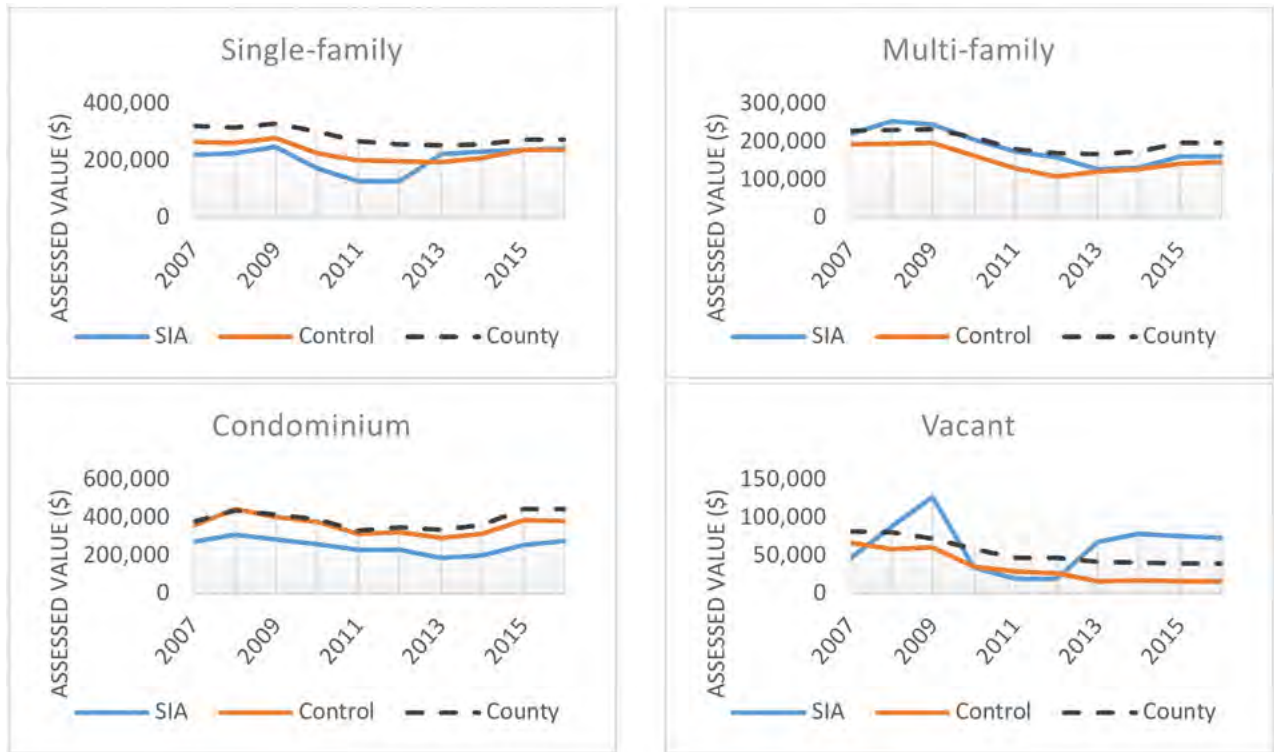 Single-family
ASSESSED VALUE ($)
400,000
200,000
0
2007
2009
2011
2013
2015
SIA
Control
County
Multi-family
ASSESSED VALUE ($)
300,000
200,000
100,000
0
2007
2009
2011
2013
2015
SIA
Control
County
Condominium
ASSESSED VALUE ($)
600,000
400,000
200,000
0
2007
2009
2011
2013
2015
SIA
Control
County
Vacant
ASSESSED VALUE ($)
150,000
100,000
50,000
0
2007
2009
2011
2013
2015
SIA
Control
County